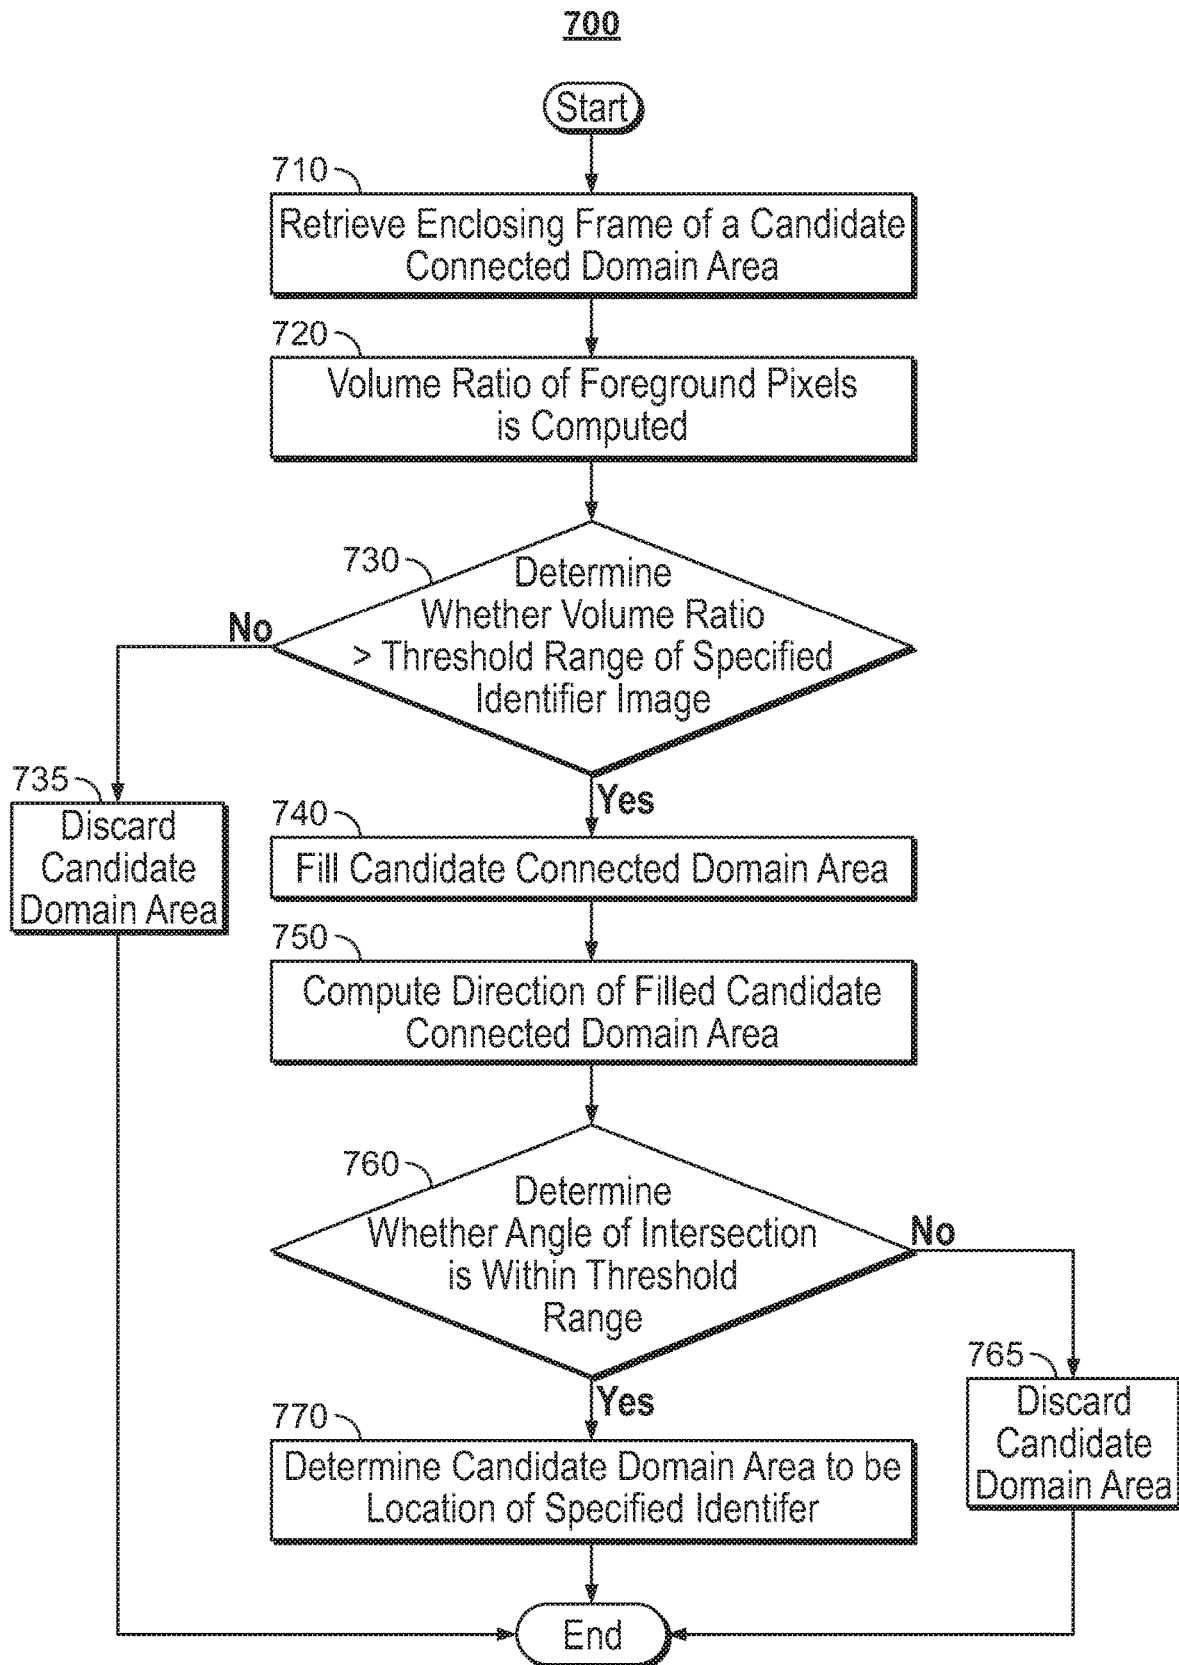 700
Start
710
Retrieve Enclosing Frame of a Candidate
Connected Domain Area
720
Volume Ratio of Foreground Pixels
is Computed
730
Determine
Whether Volume Ratio
> Threshold Range of Specified
Identifier Image
No
Yes
735
Discard
Candidate
Domain Area
740
Fill Candidate Connected Domain Area
750
Compute Direction of Filled Candidate
Connected Domain Area
760
Determine
Whether Angle of Intersection
is Within Threshold
Range
No
Yes
765
Discard
Candidate
Domain Area
770
Determine Candidate Domain Area to be
Location of Specified Identifer
End